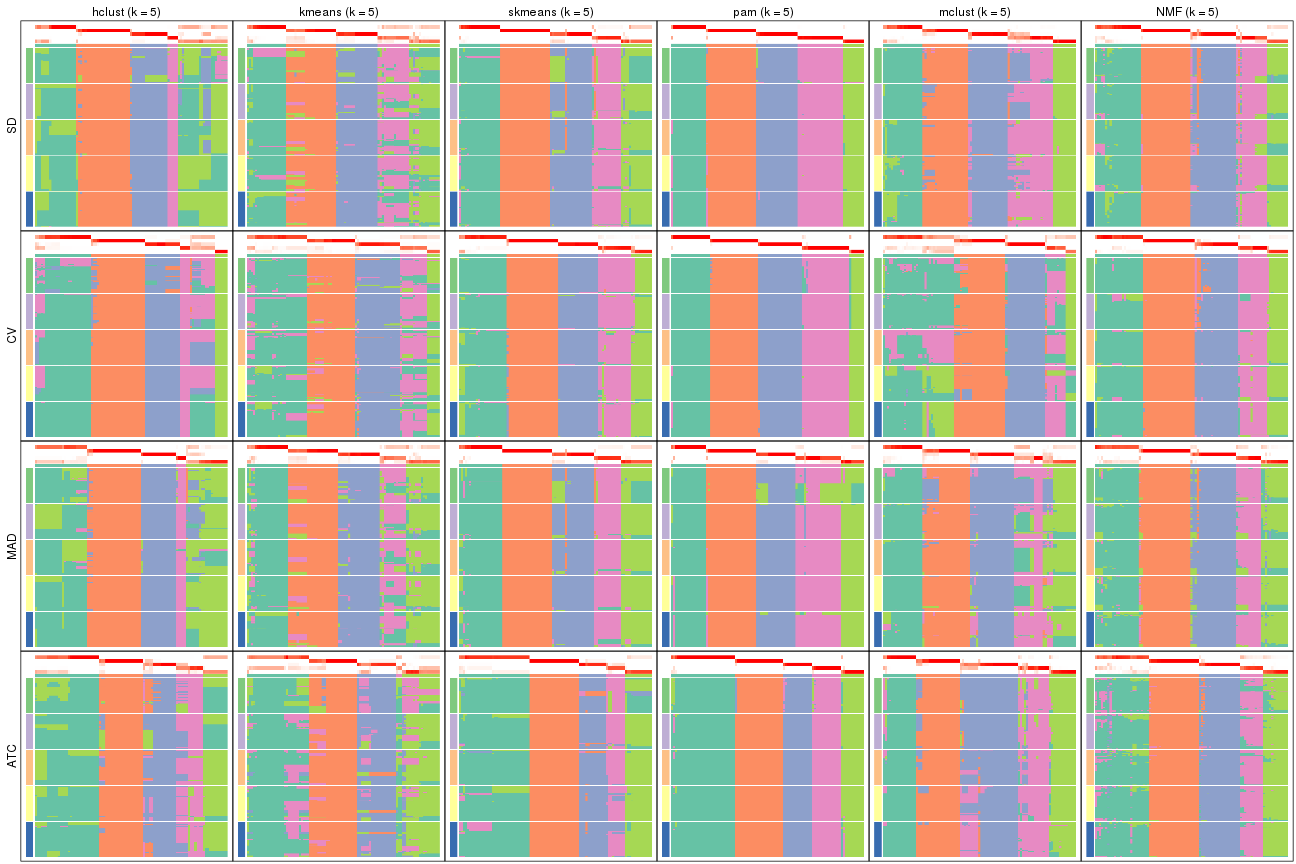 hclust (k = 5) kmeans (k = 5) skmeans (k = 5) pam (k = 5) mclust (k = 5) NMF (k = 5)
SD
CV
MAD
ATC